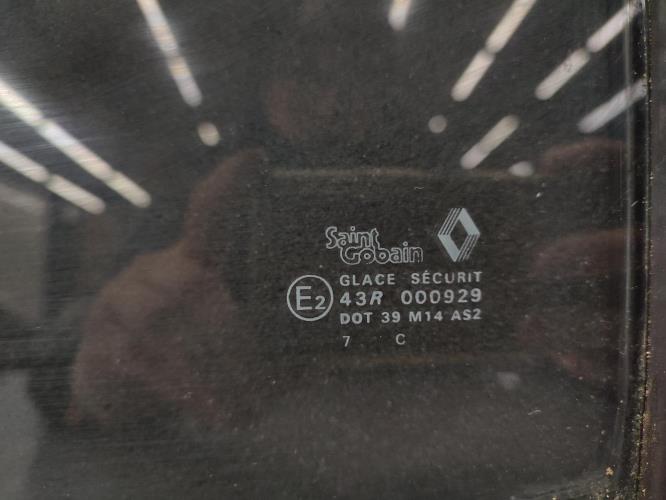 Saint
Gobain
GLACE SÉCURIT
E2 43R 000929
DOT 39 M14 AS2
7 C